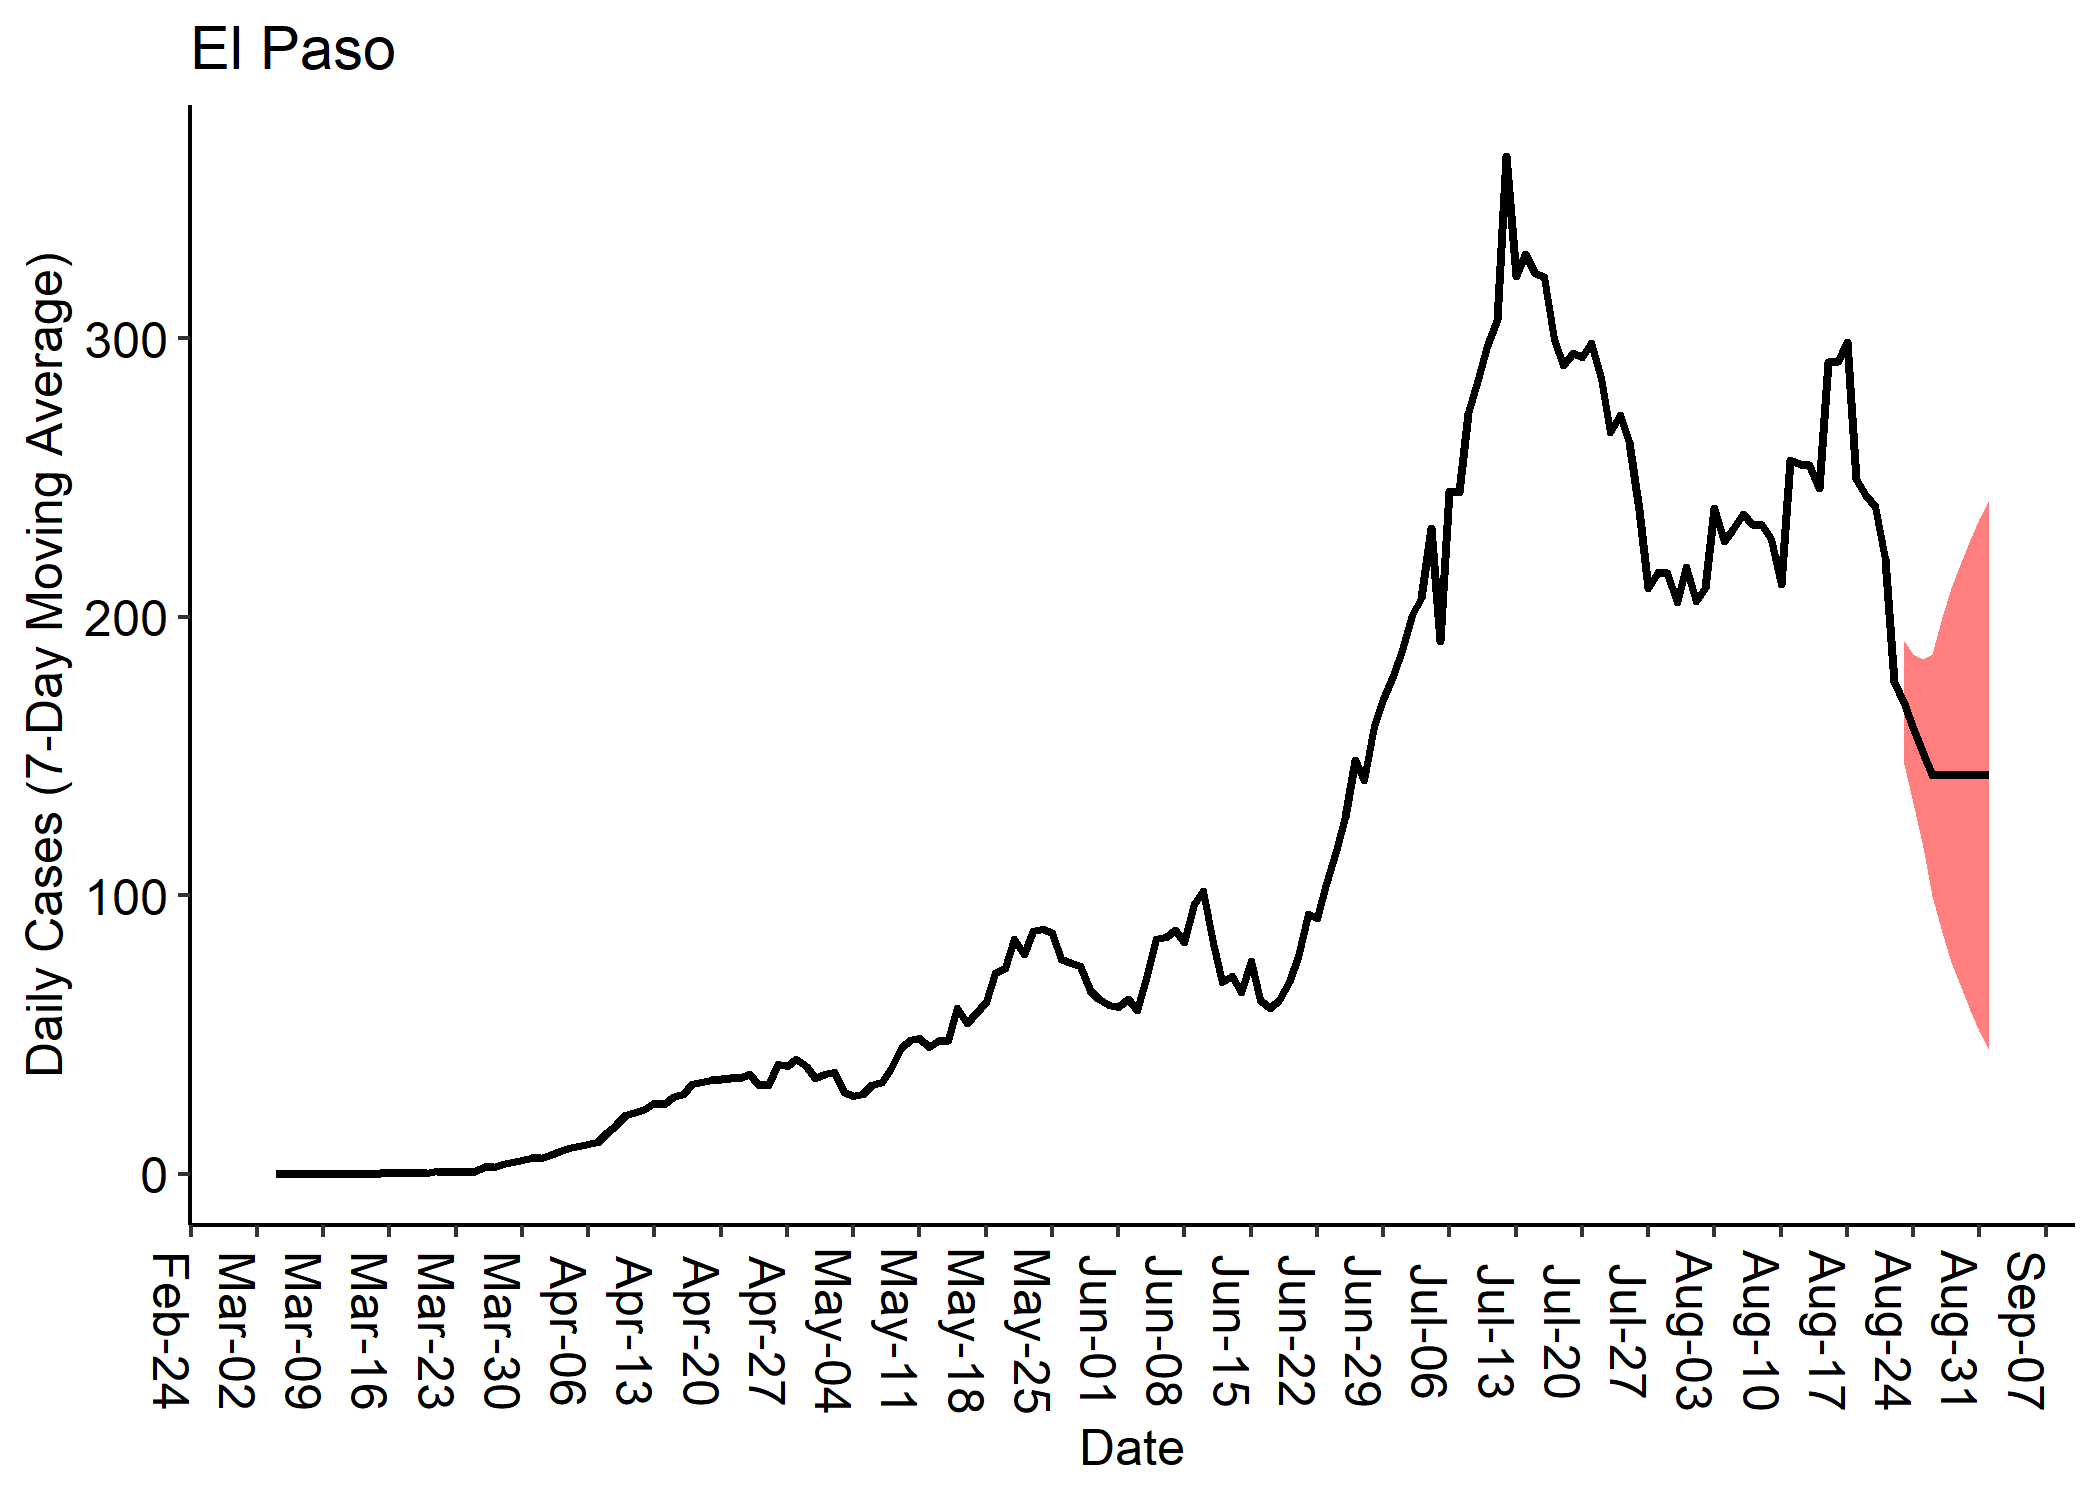 El Paso
Daily Cases (7-Day Moving Average)
300
200
100
0
Feb-24
Mar-02
Mar-09
Mar-16
Mar-23
Mar-30
Apr-06
Apr-13
Apr-20
Apr-27
May-04
May-11
May-18
May-25
Jun-01
Jun-08
Jun-15
Jun-22
Jun-29
Jul-06
Jul-13
Jul-20
Jul-27
Aug-03
Aug-10
Aug-17
Aug-24
Aug-31
Sep-07
Date